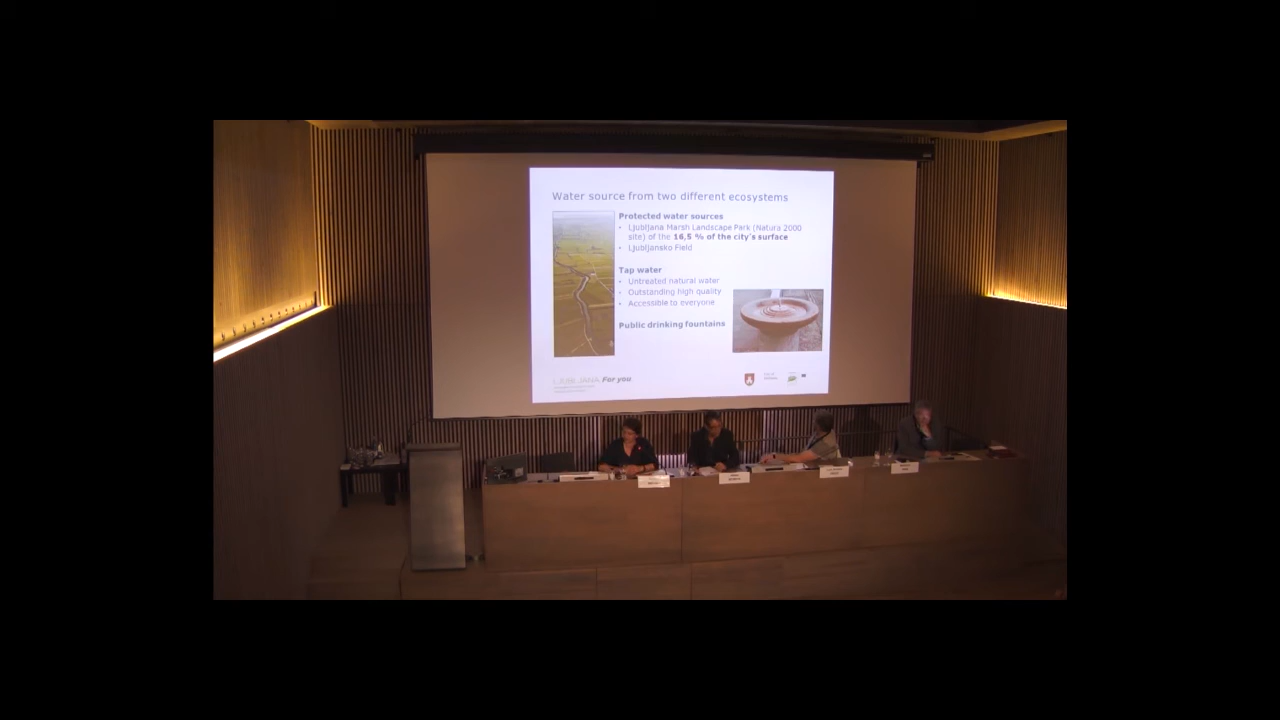 Water source from two different ecosystems
Protected water sources
• Ljubljana Marsh Landscape Park (Natura 2000
site) of the 16,5 % of the city's surface
• Ljubljansko Field
Tap water
• Untreated natural water
• Outstanding high quality
• Accessible to everyone
Public drinking fountains
LJUBLJANA For you